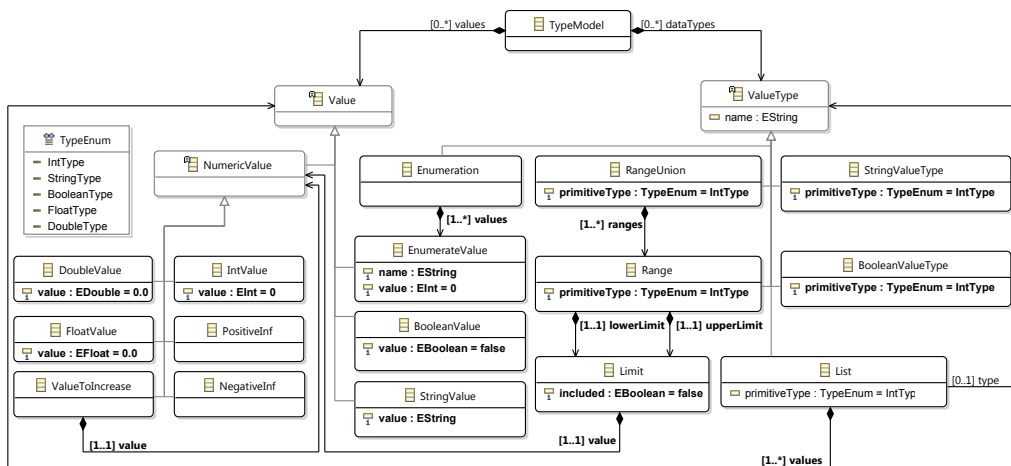 [0..*] values
TypeModel
[0..*] dataTypes
Value
ValueType
name : EString
TypeEnum
IntType
StringType
BooleanType
FloatType
DoubleType
NumericValue
Enumeration
RangeUnion
primitiveType : TypeEnum = IntType
StringValueType
primitiveType : TypeEnum = IntType
[1..*] values
[1..*] ranges
DoubleValue
value : EDouble = 0.0
IntValue
value : EInt = 0
EnumerateValue
name : EString
value : EInt = 0
Range
primitiveType : TypeEnum = IntType
BooleanValueType
primitiveType : TypeEnum = IntType
FloatValue
value : EFloat = 0.0
PositiveInf
BooleanValue
value : EBoolean = false
[1..1] lowerLimit
[1..1] upperLimit
ValueToIncrease
NegativeInf
StringValue
value : EString
Limit
included : EBoolean = false
List
primitiveType : TypeEnum = IntTyp
[0..1] type
[1..1] value
[1..1] value
[1..*] values